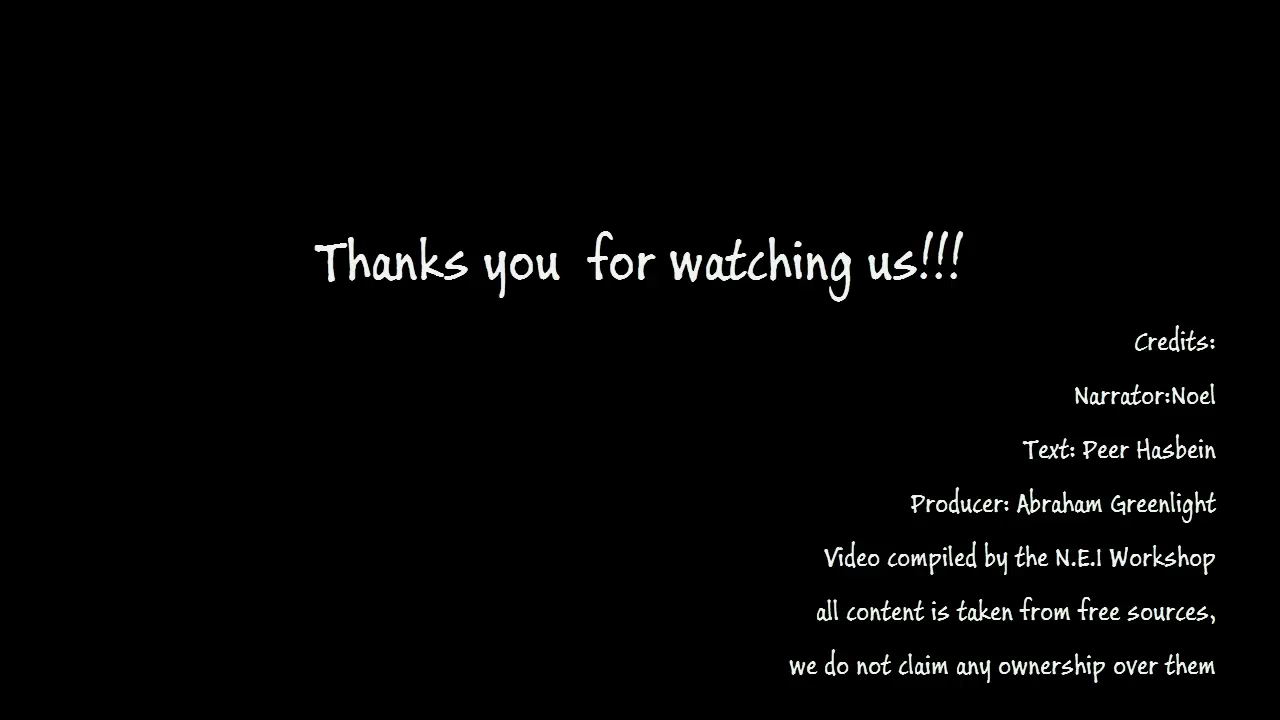 Thanks you for watching us!!!
Credits:
Narrator:Noel
Text: Peer Hasbein
Producer: Abraham Greenlight
Video compiled by the N.E.I Workshop
all content is taken from free sources,
we do not claim any ownership over them